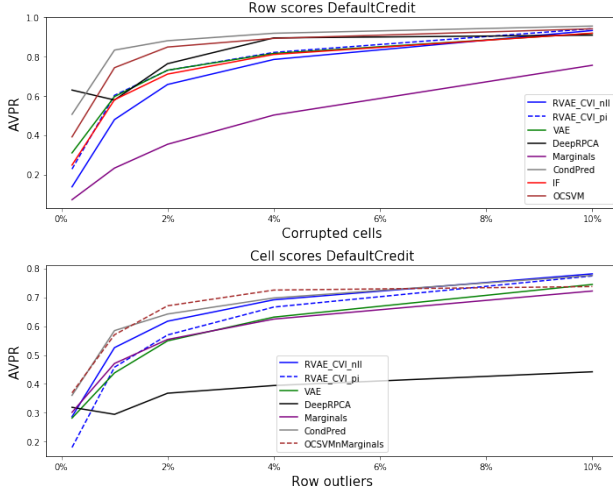 Row scores DefaultCredit
1.0
0.8
0.6
0.4
0.2
AVPR
0%
2%
4%
6%
8%
10%
Corrupted cells
RVAE_CVI_nll
RVAE_CVI_pi
VAE
DeepRPCA
Marginals
CondPred
IF
OCSVM
Cell scores DefaultCredit
0.8
0.7
0.6
0.5
0.4
0.3
0.2
AVPR
0%
2%
4%
6%
8%
10%
Row outliers
RVAE_CVI_nll
RVAE_CVI_pi
VAE
DeepRPCA
Marginals
CondPred
OCSVMnMarginals